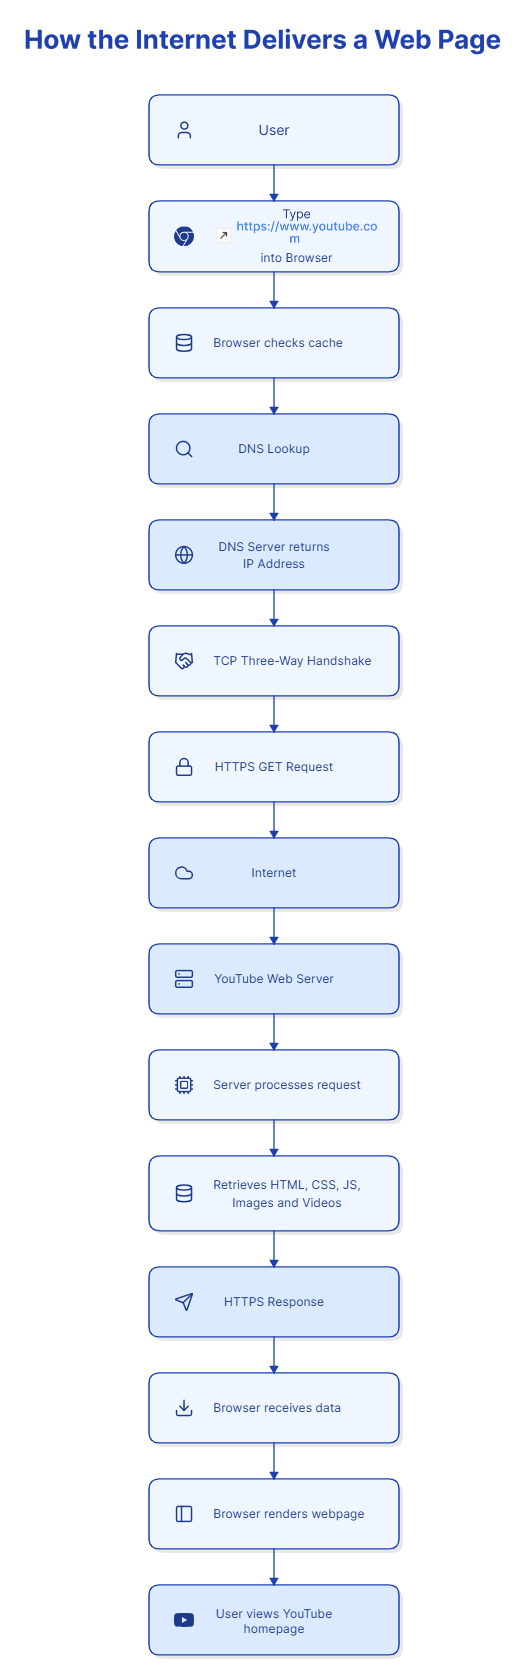 How the Internet Delivers a Web Page
User
Type
https://www.youtube.co
m
into Browser
Browser checks cache
DNS Lookup
DNS Server returns
IP Address
TCP Three-Way Handshake
HTTPS GET Request
Internet
YouTube Web Server
Server processes request
Retrieves HTML, CSS, JS,
Images and Videos
HTTPS Response
Browser receives data
Browser renders webpage
User views YouTube
homepage